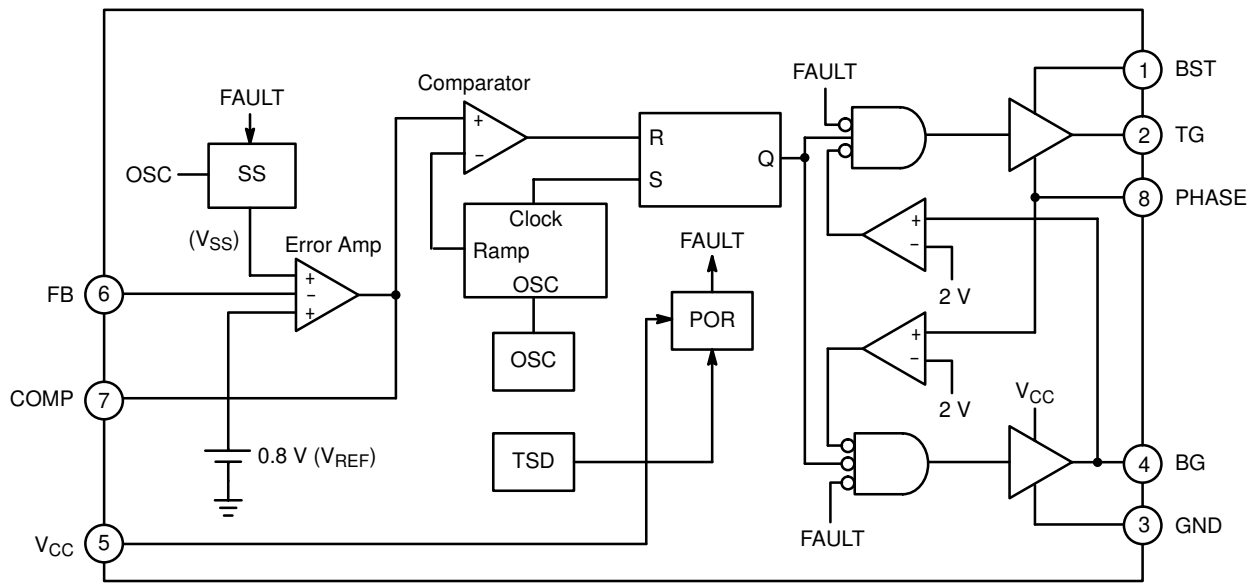 1 BST
Comparator
FAULT
FAULT
+
−
2 TG
R
Q
OSC
SS
S
8 PHASE
Clock
(VSS)
Ramp
FAULT
+
−
2 V
Error Amp
OSC
+
−
+
FB 6
POR
+
−
2 V
OSC
COMP 7
VCC
0.8 V (VREF)
TSD
4 BG
FAULT
3 GND
VCC 5